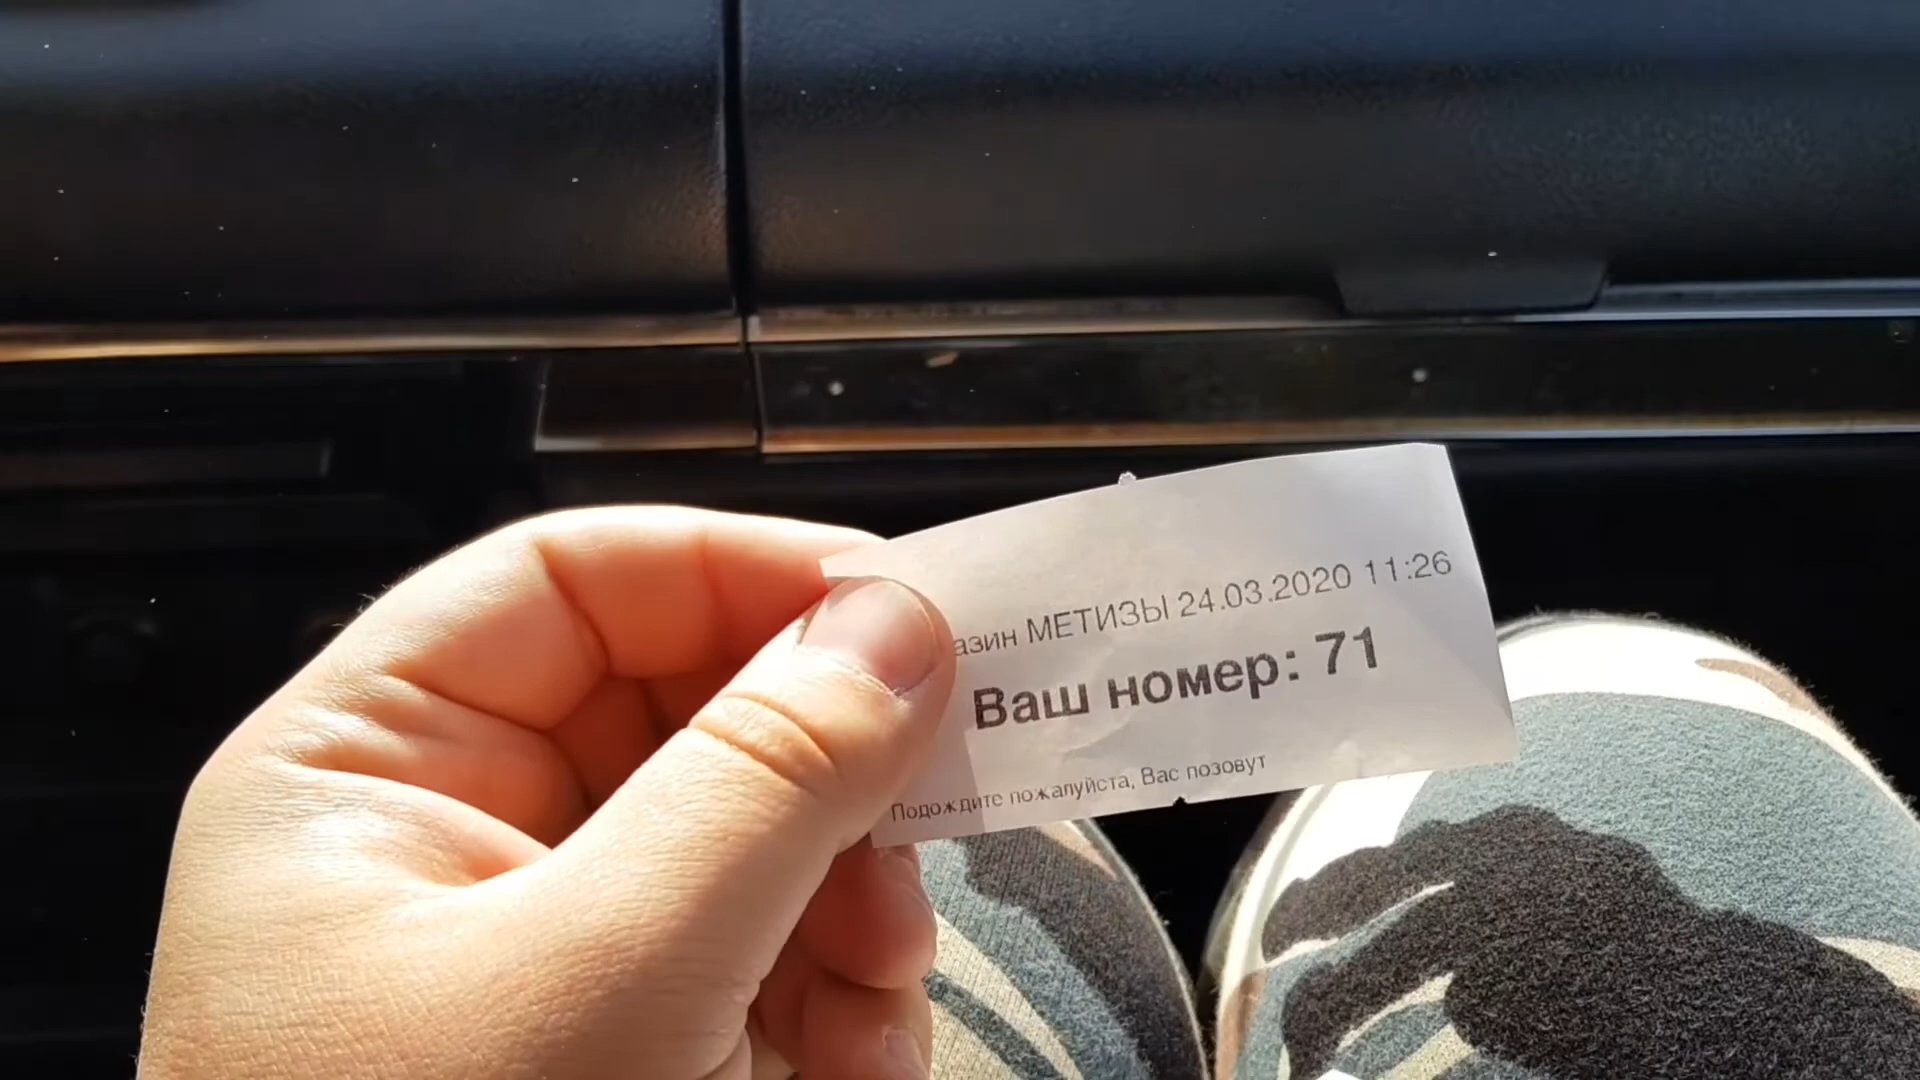 азин МЕТИЗЫ 24.03.2020 11:26
Ваш номер: 71
Подождите пожалуйста, Вас позовут